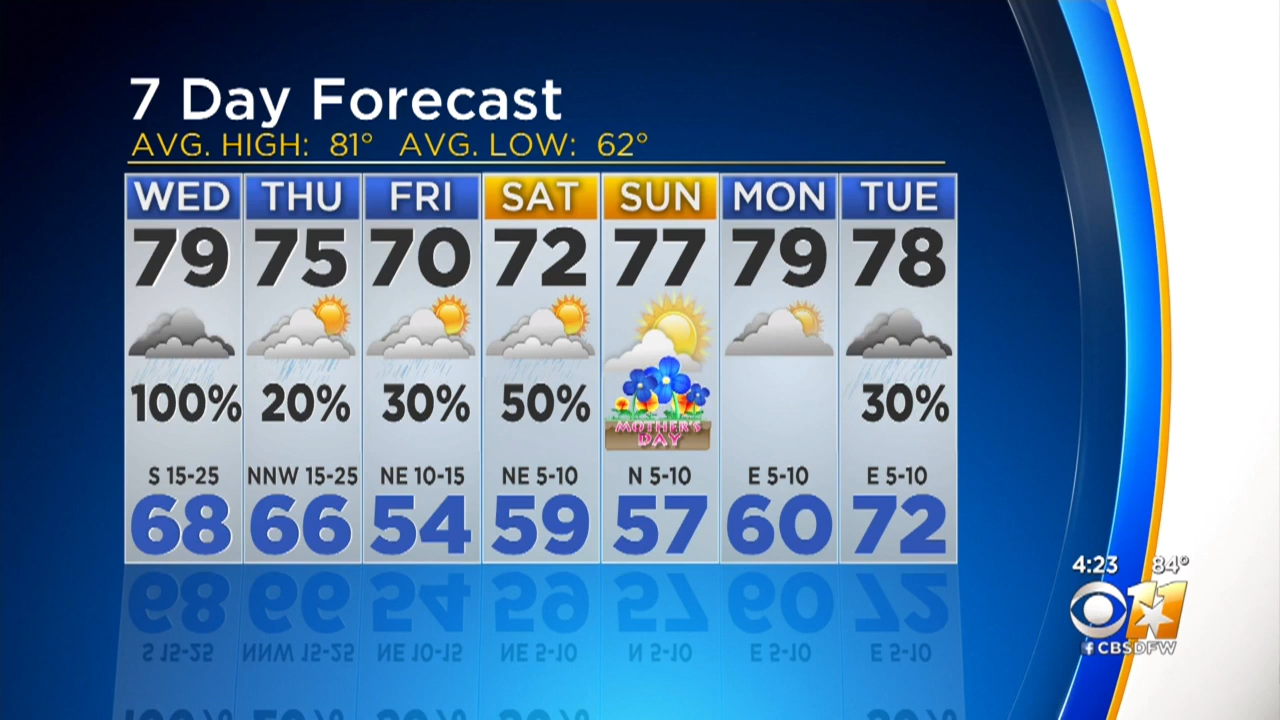 7 Day Forecast
AVG. HIGH: 81° AVG. LOW: 62°
WED THU FRI SAT SUN MON TUE
79 75 70 72 77 79 78
100% 20% 30% 50% 30%
MOTHER'S
DAY
S 15-25 NNW 15-25 NE 10-15 NE 5-10 N 5-10 E 5-10 E 5-10
68 66 54 59 57 60 72
4:23 84°
11
f CBSDFW